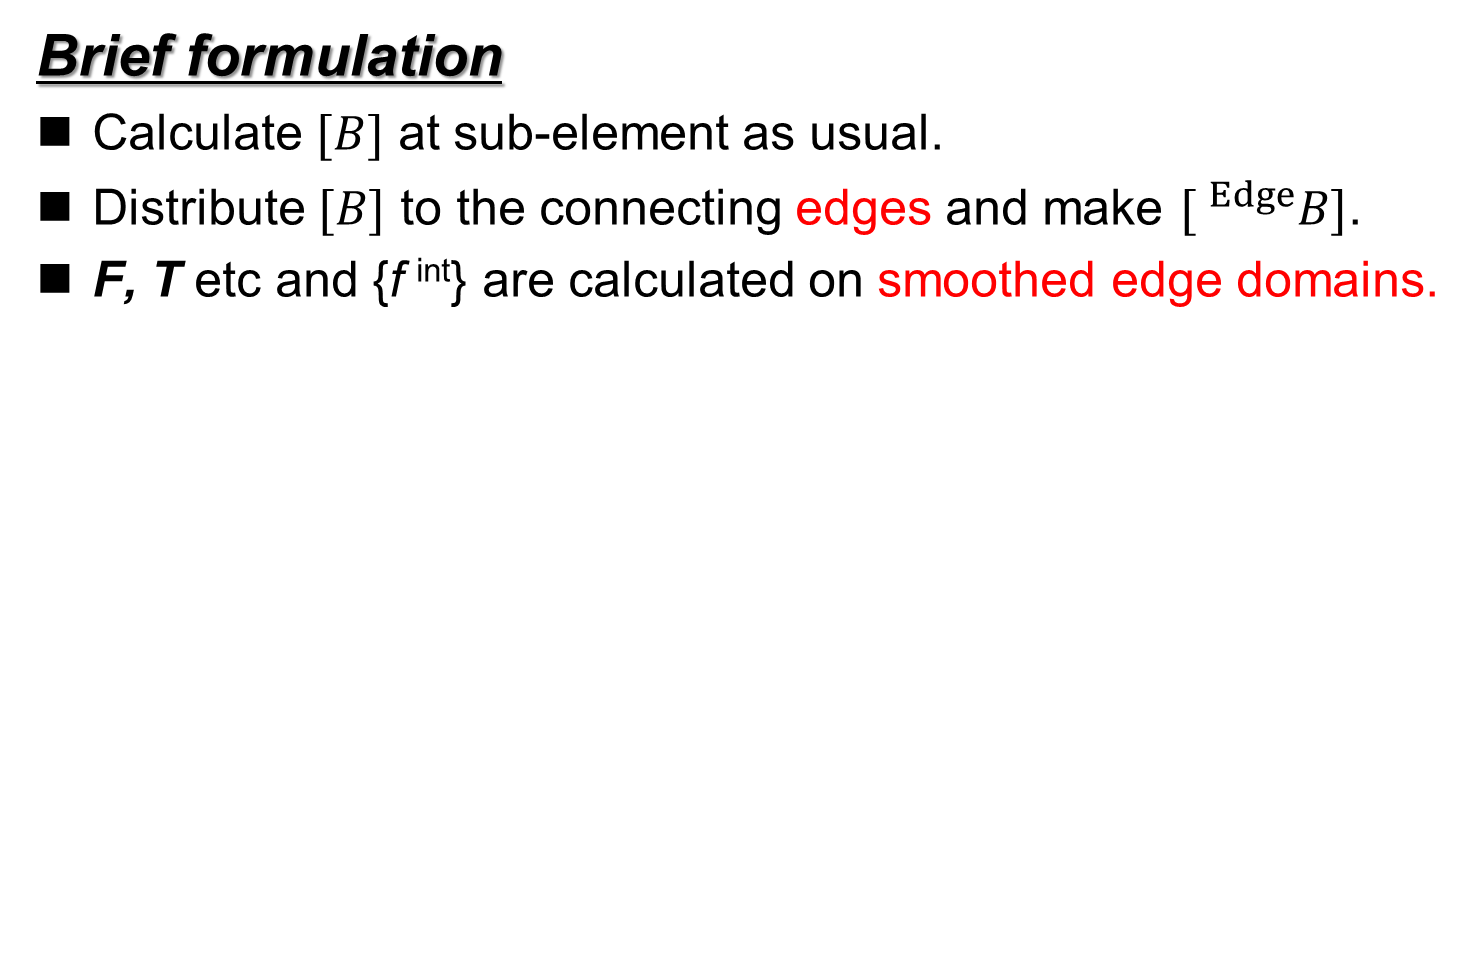 Brief formulation
■ Calculate [B] at sub-element as usual.
■ Distribute [B] to the connecting edges and make [ ᴱᵈᵍᵉB].
■ F, T etc and {f ⁱⁿᵗ} are calculated on smoothed edge domains.